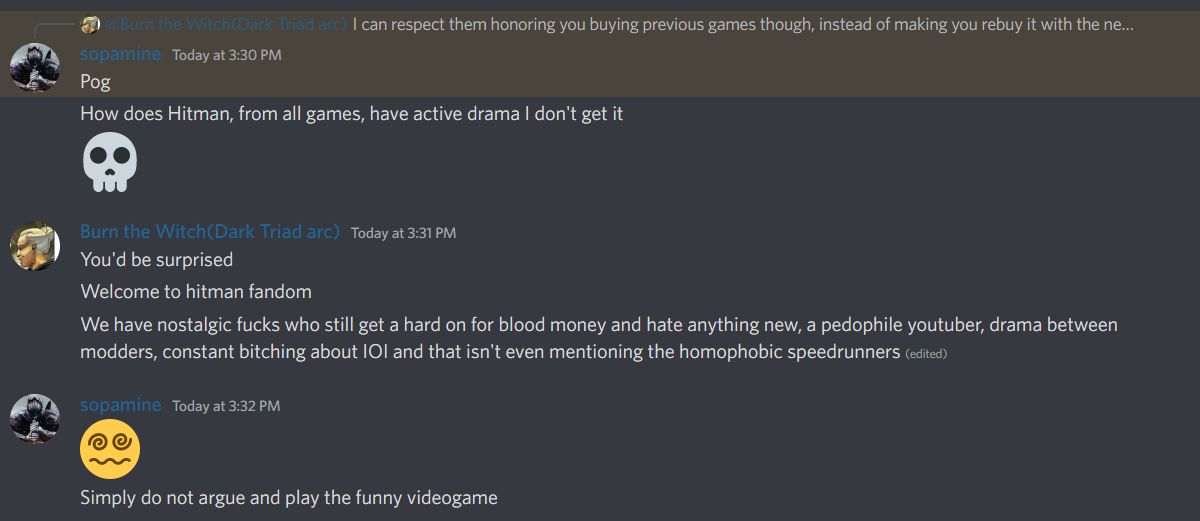 @Burn the Witch(Dark Triad arc) I can respect them honoring you buying previous games though, instead of making you rebuy it with the ne...
sopamine Today at 3:30 PM
Pog
How does Hitman, from all games, have active drama I don't get it
Burn the Witch(Dark Triad arc) Today at 3:31 PM
You'd be surprised
Welcome to hitman fandom
We have nostalgic fucks who still get a hard on for blood money and hate anything new, a pedophile youtuber, drama between
modders, constant bitching about IOI and that isn't even mentioning the homophobic speedrunners (edited)
sopamine Today at 3:32 PM
Simply do not argue and play the funny videogame